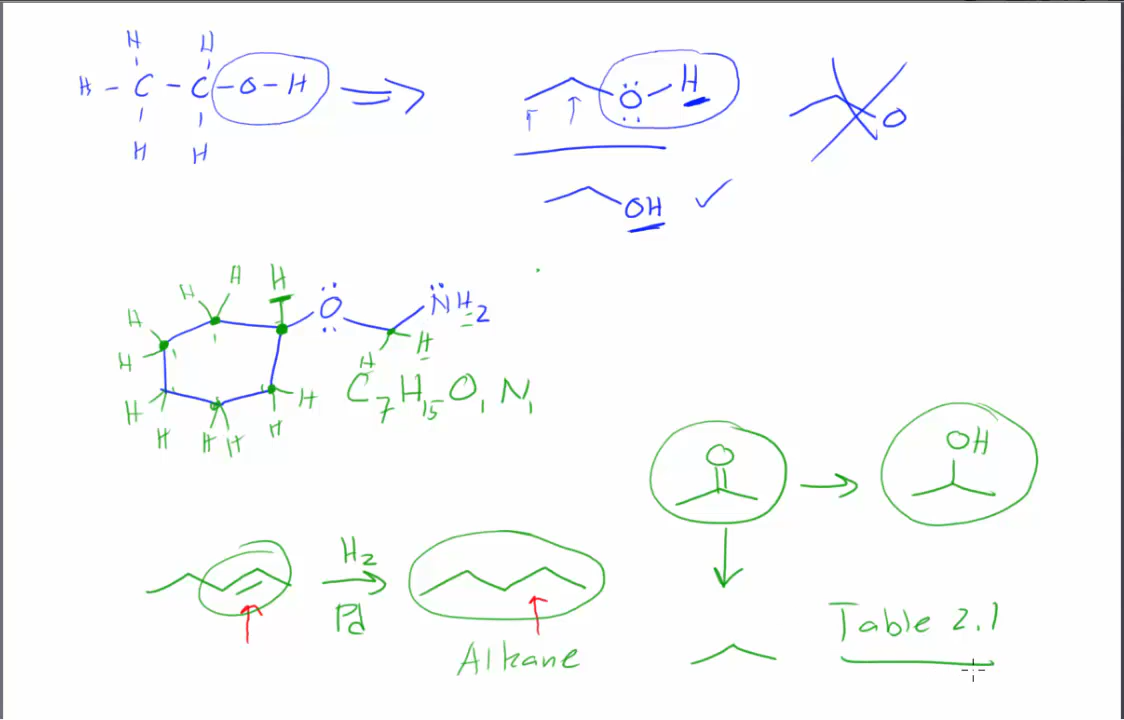 H H
H - C - C - O - H ⇒ O - H O
H H
OH ✓
H H H
H O NH2
H H H
H H
H H H H
C7H15O1N1
O → OH
H2
Pd
Alkane
Table 2.1